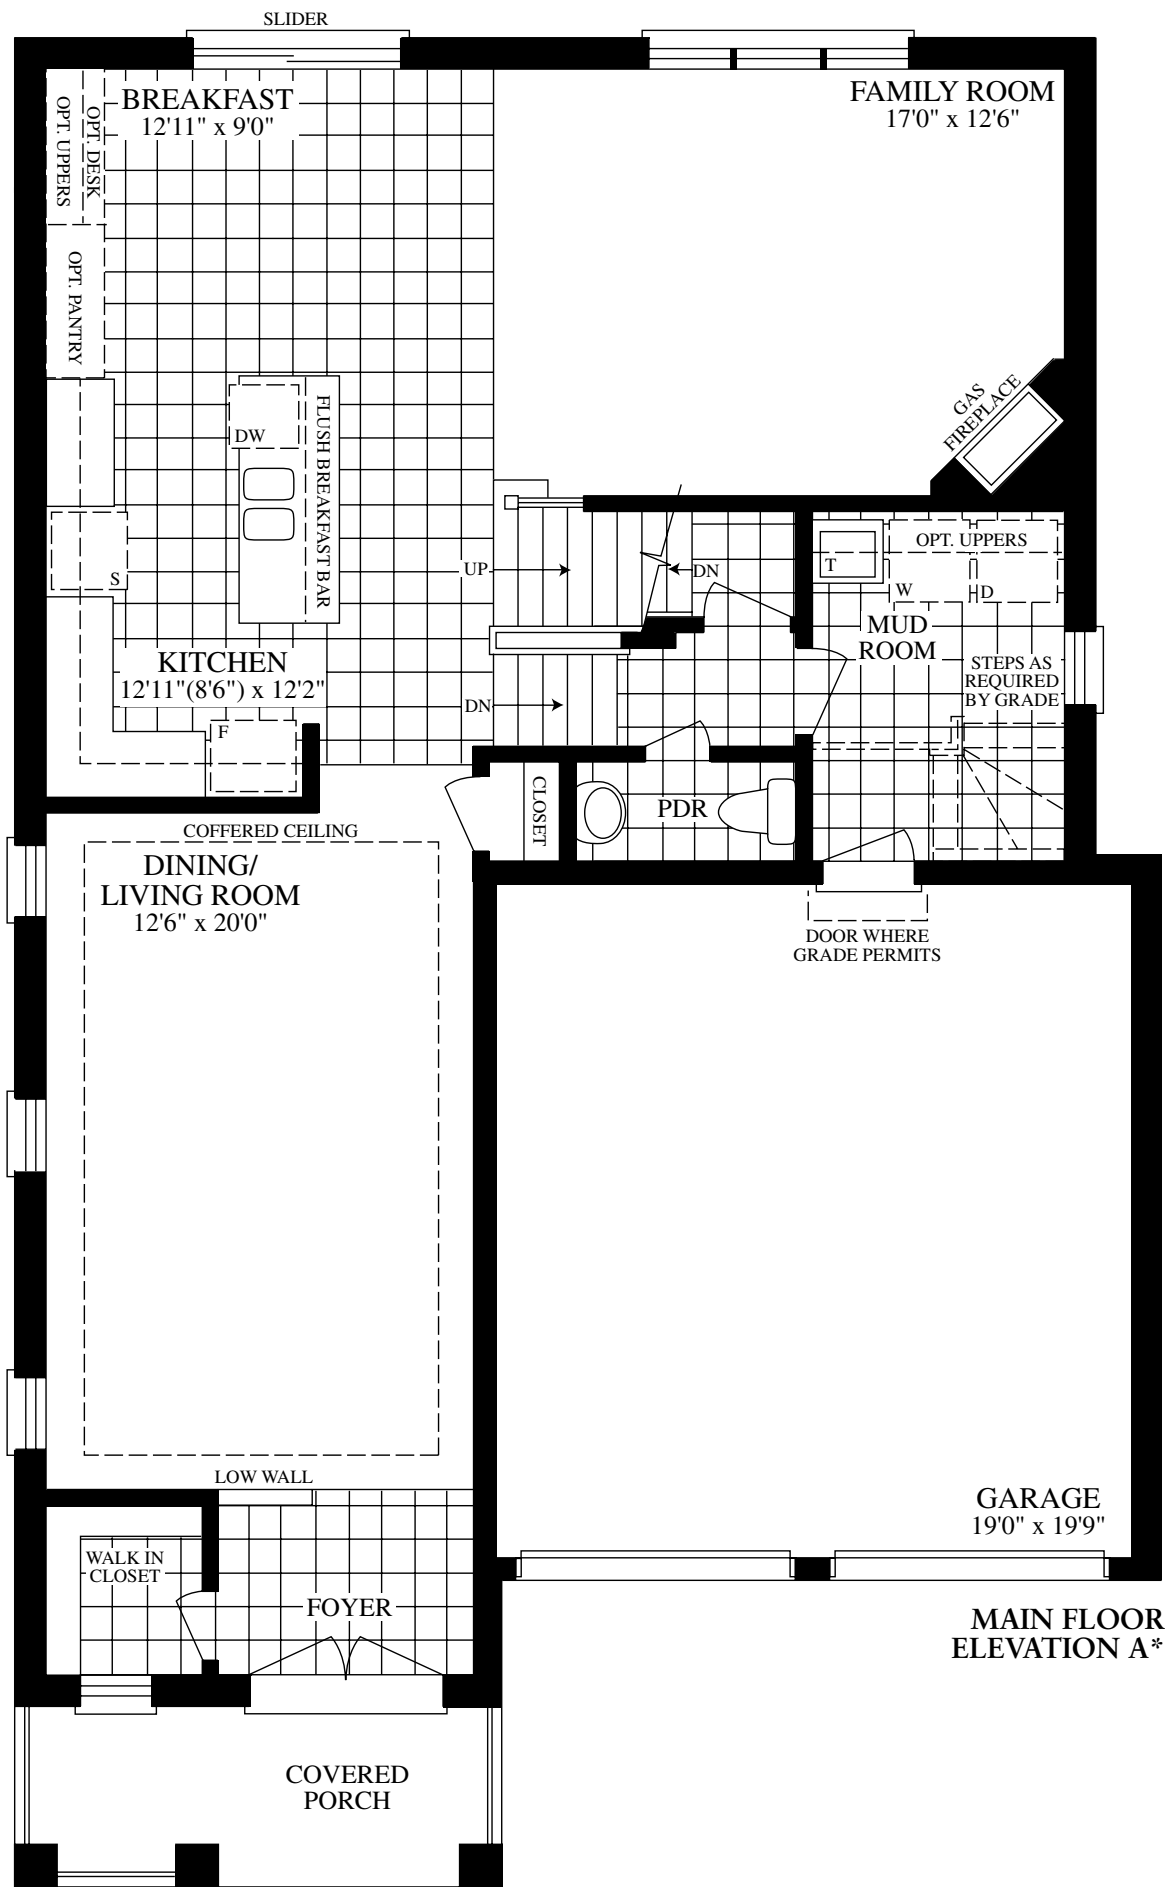 SLIDER
BREAKFAST
12'11" x 9'0"
FAMILY ROOM
17'0" x 12'6"
OPT. UPPERS
OPT. DESK
OPT. PANTRY
GAS
FIREPLACE
DW
FLUSH BREAKFAST BAR
S
UP
DN
T
OPT. UPPERS
W
D
MUD
ROOM
STEPS AS
REQUIRED
BY GRADE
KITCHEN
12'11"(8'6") x 12'2"
DN
F
CLOSET
PDR
COFFERED CEILING
DINING/
LIVING ROOM
12'6" x 20'0"
DOOR WHERE
GRADE PERMITS
LOW WALL
GARAGE
19'0" x 19'9"
WALK IN
CLOSET
FOYER
MAIN FLOOR
ELEVATION A*
COVERED
PORCH